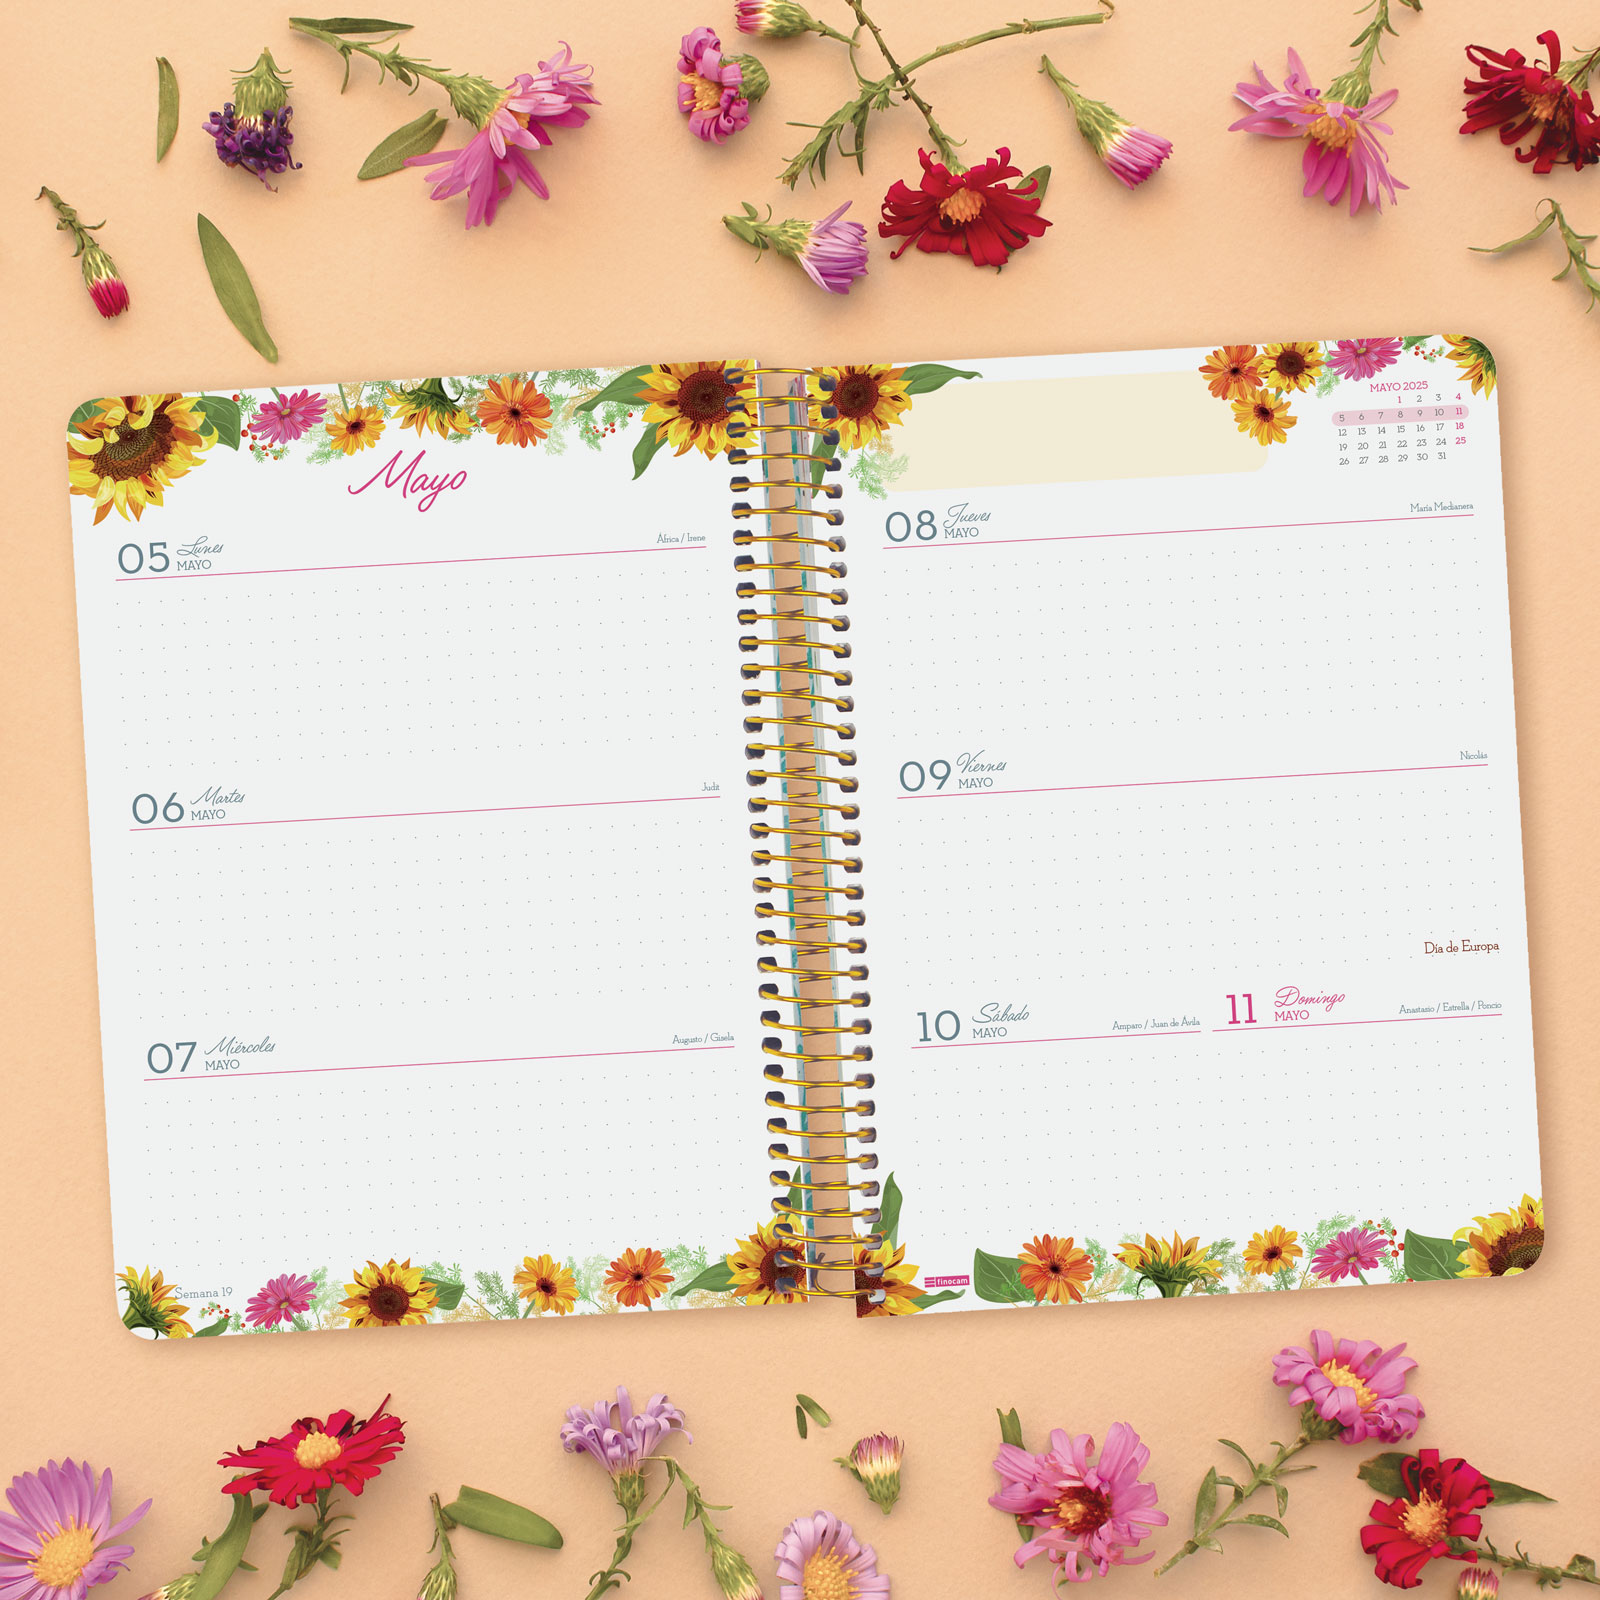 Mayo
05 Lunes
MAYO
África / Irene
06 Martes
MAYO
Judit
07 Miércoles
MAYO
Augusto / Gisela
Semana 19
MAYO 2025
1 2 3 4
5 6 7 8 9 10 11
12 13 14 15 16 17 18
19 20 21 22 23 24 25
26 27 28 29 30 31
08 Jueves
MAYO
María Medianera
09 Viernes
MAYO
Nicolás
Día de Europa
10 Sábado
MAYO
Amparo / Juan de Ávila
11 Domingo
MAYO
Anastasio / Estrella / Poncio
finocam